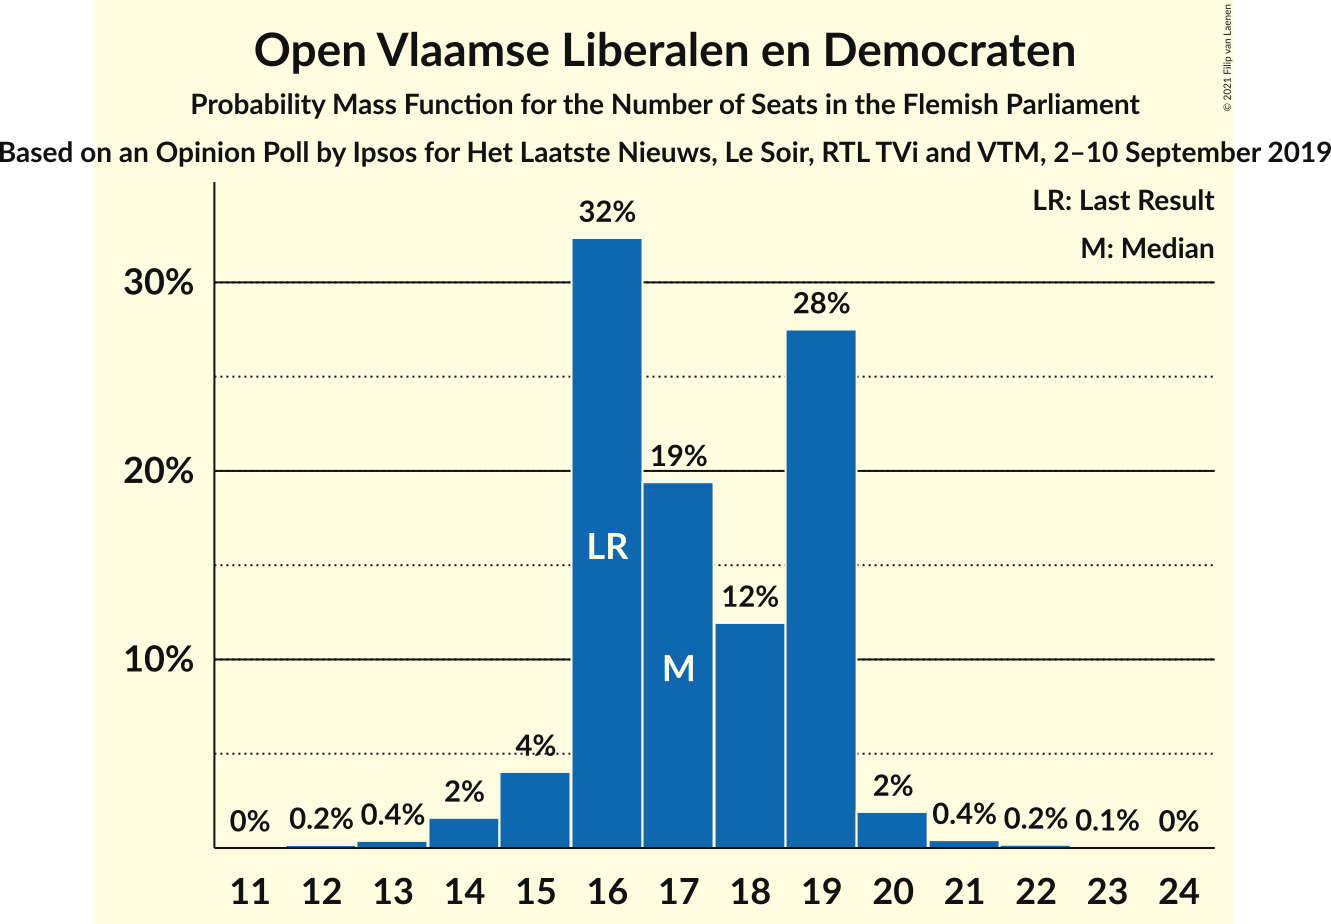 Open Vlaamse Liberalen en Democraten
Probability Mass Function for the Number of Seats in the Flemish Parliament
Based on an Opinion Poll by Ipsos for Het Laatste Nieuws, Le Soir, RTL TVi and VTM, 2–10 September 2019
© 2021 Filip van Laenen
LR: Last Result
M: Median
30%
20%
10%
0%
0.2%
0.4%
2%
4%
32%
19%
12%
28%
2%
0.4%
0.2%
0.1%
0%
LR
M
11 12 13 14 15 16 17 18 19 20 21 22 23 24